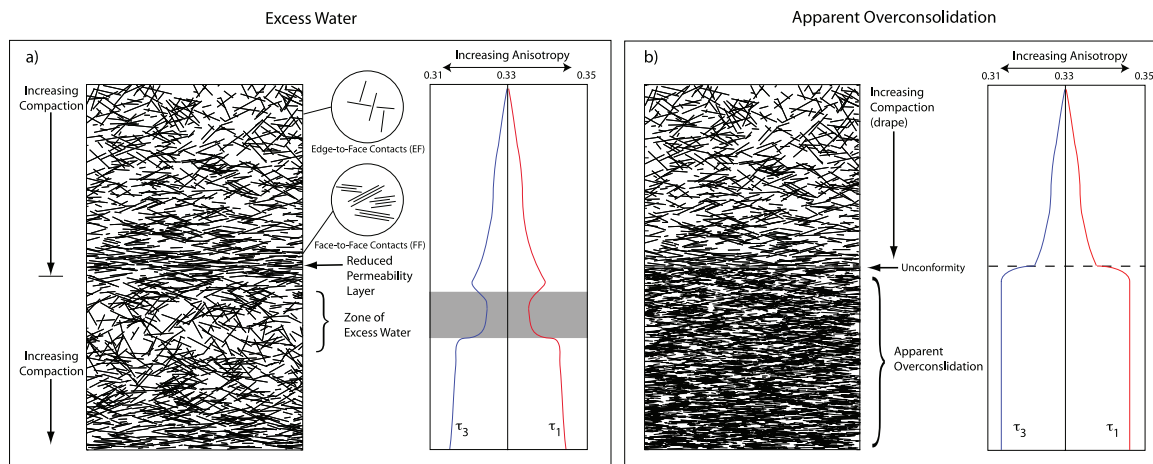 Excess Water
a)
Increasing
Compaction
Edge-to-Face Contacts (EF)
Face-to-Face Contacts (FF)
Reduced
Permeability
Layer
Zone of
Excess Water
Increasing
Compaction
Increasing Anisotropy
0.31 0.33 0.35
τ3 τ1
Apparent Overconsolidation
b)
Increasing
Compaction
(drape)
Unconformity
Apparent
Overconslidation
Increasing Anisotropy
0.31 0.33 0.35
τ3 τ1